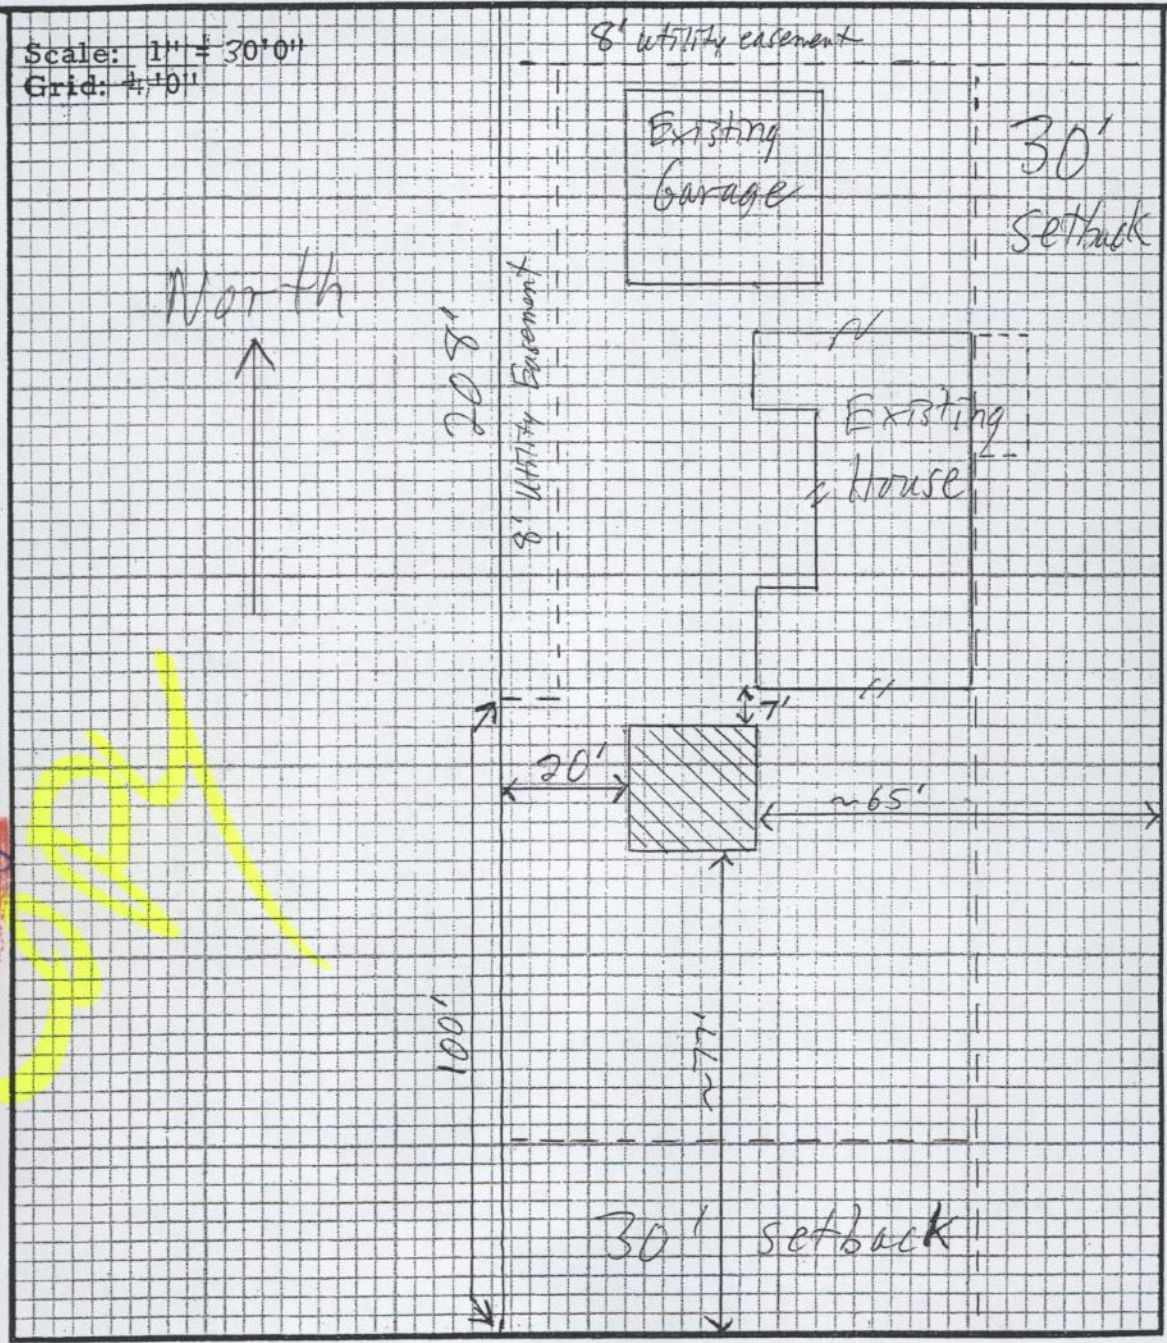 Scale: 1" = 30'0"
Grid: 4'0"
8' utility easement
Existing
Garage
30'
setback
North
208'
8' Utility Easement
Existing
House
7'
20'
~65'
100'
~77'
30' setback